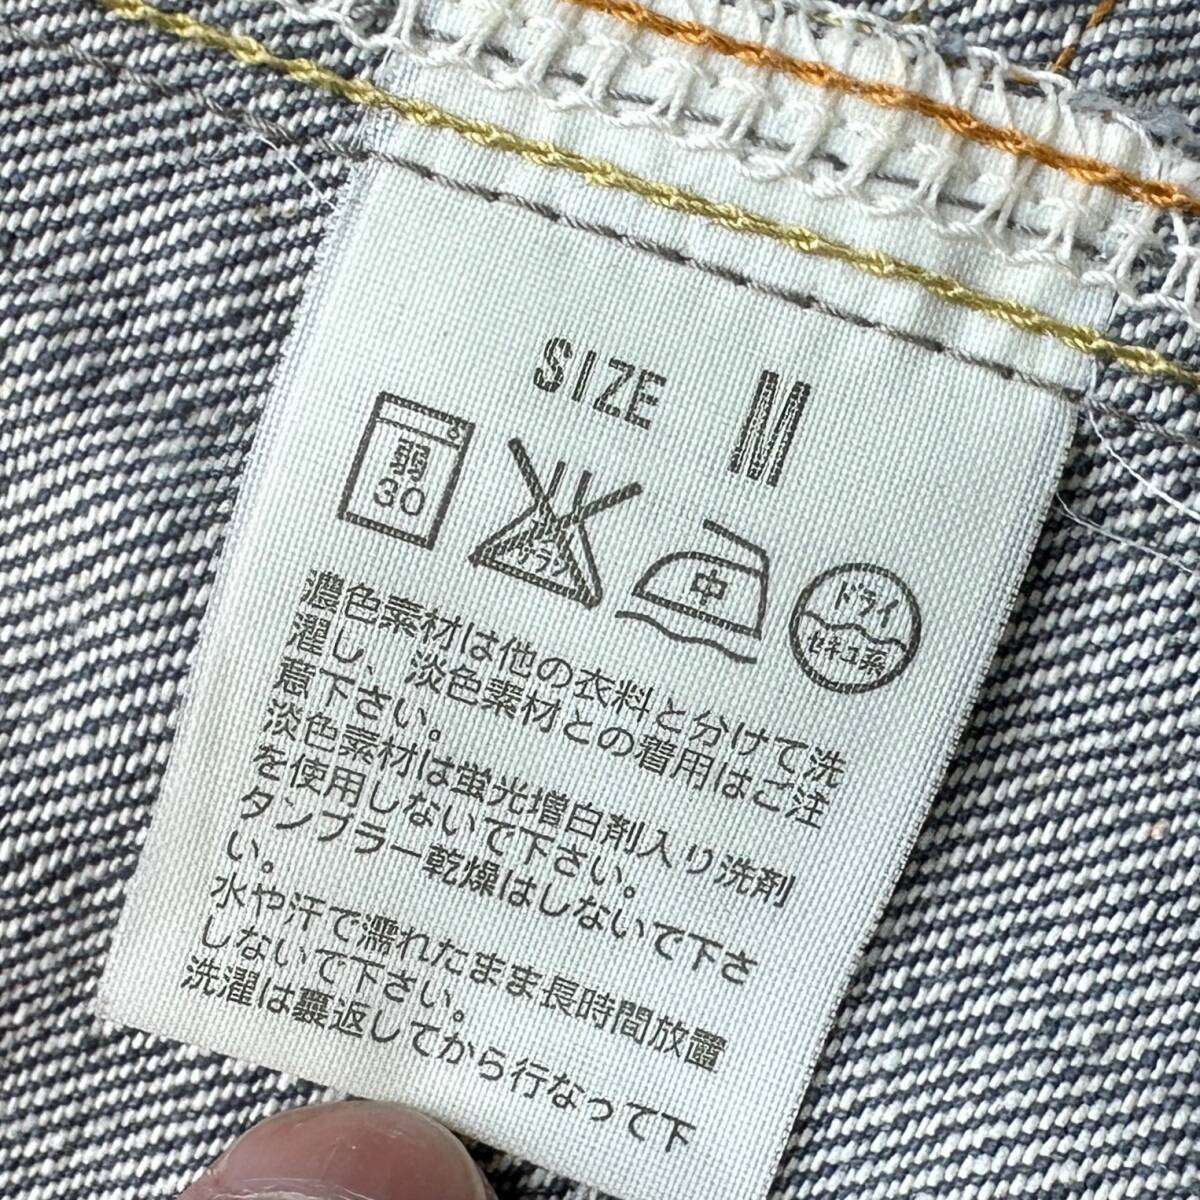 SIZE M
弱
30
エンソ
サラシ
中
ドライ
セキユ系
濃色素材は他の衣料と分けて洗
濯し、淡色素材との着用はご注
意下さい。
淡色素材は蛍光増白剤入り洗剤
を使用しないで下さい。
タンブラー乾燥はしないで下さ
い。
水や汗で濡れたまま長時間放置
しないで下さい。
洗濯は裏返してから行なって下